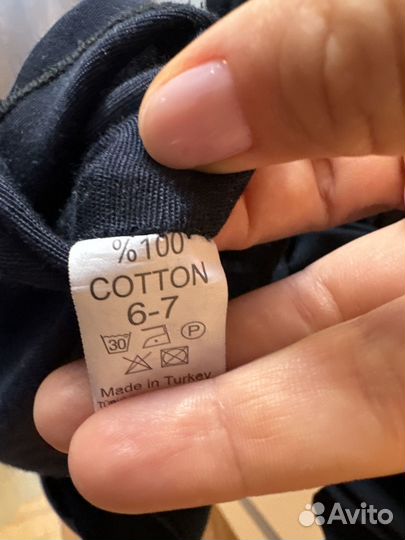 %100
COTTON
6-7
30 P
Made in Turkey
Avito